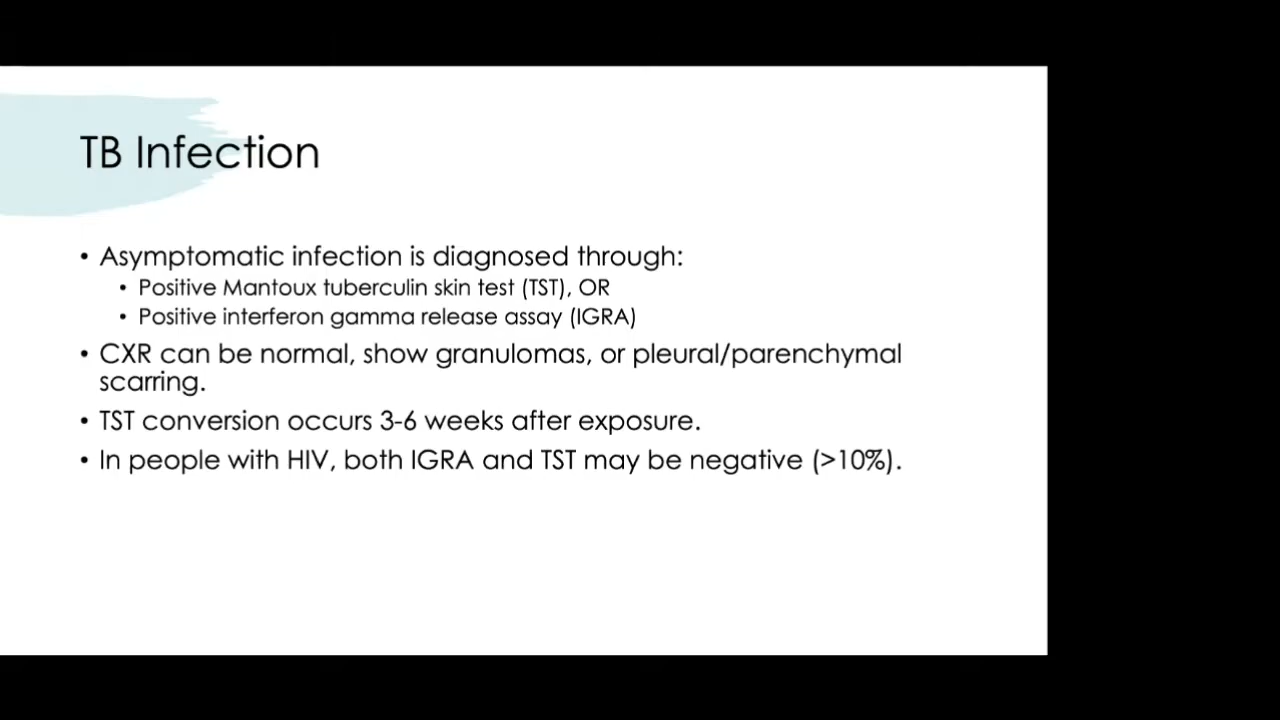 TB Infection
• Asymptomatic infection is diagnosed through:
• Positive Mantoux tuberculin skin test (TST), OR
• Positive interferon gamma release assay (IGRA)
• CXR can be normal, show granulomas, or pleural/parenchymal
scarring.
• TST conversion occurs 3-6 weeks after exposure.
• In people with HIV, both IGRA and TST may be negative (>10%).